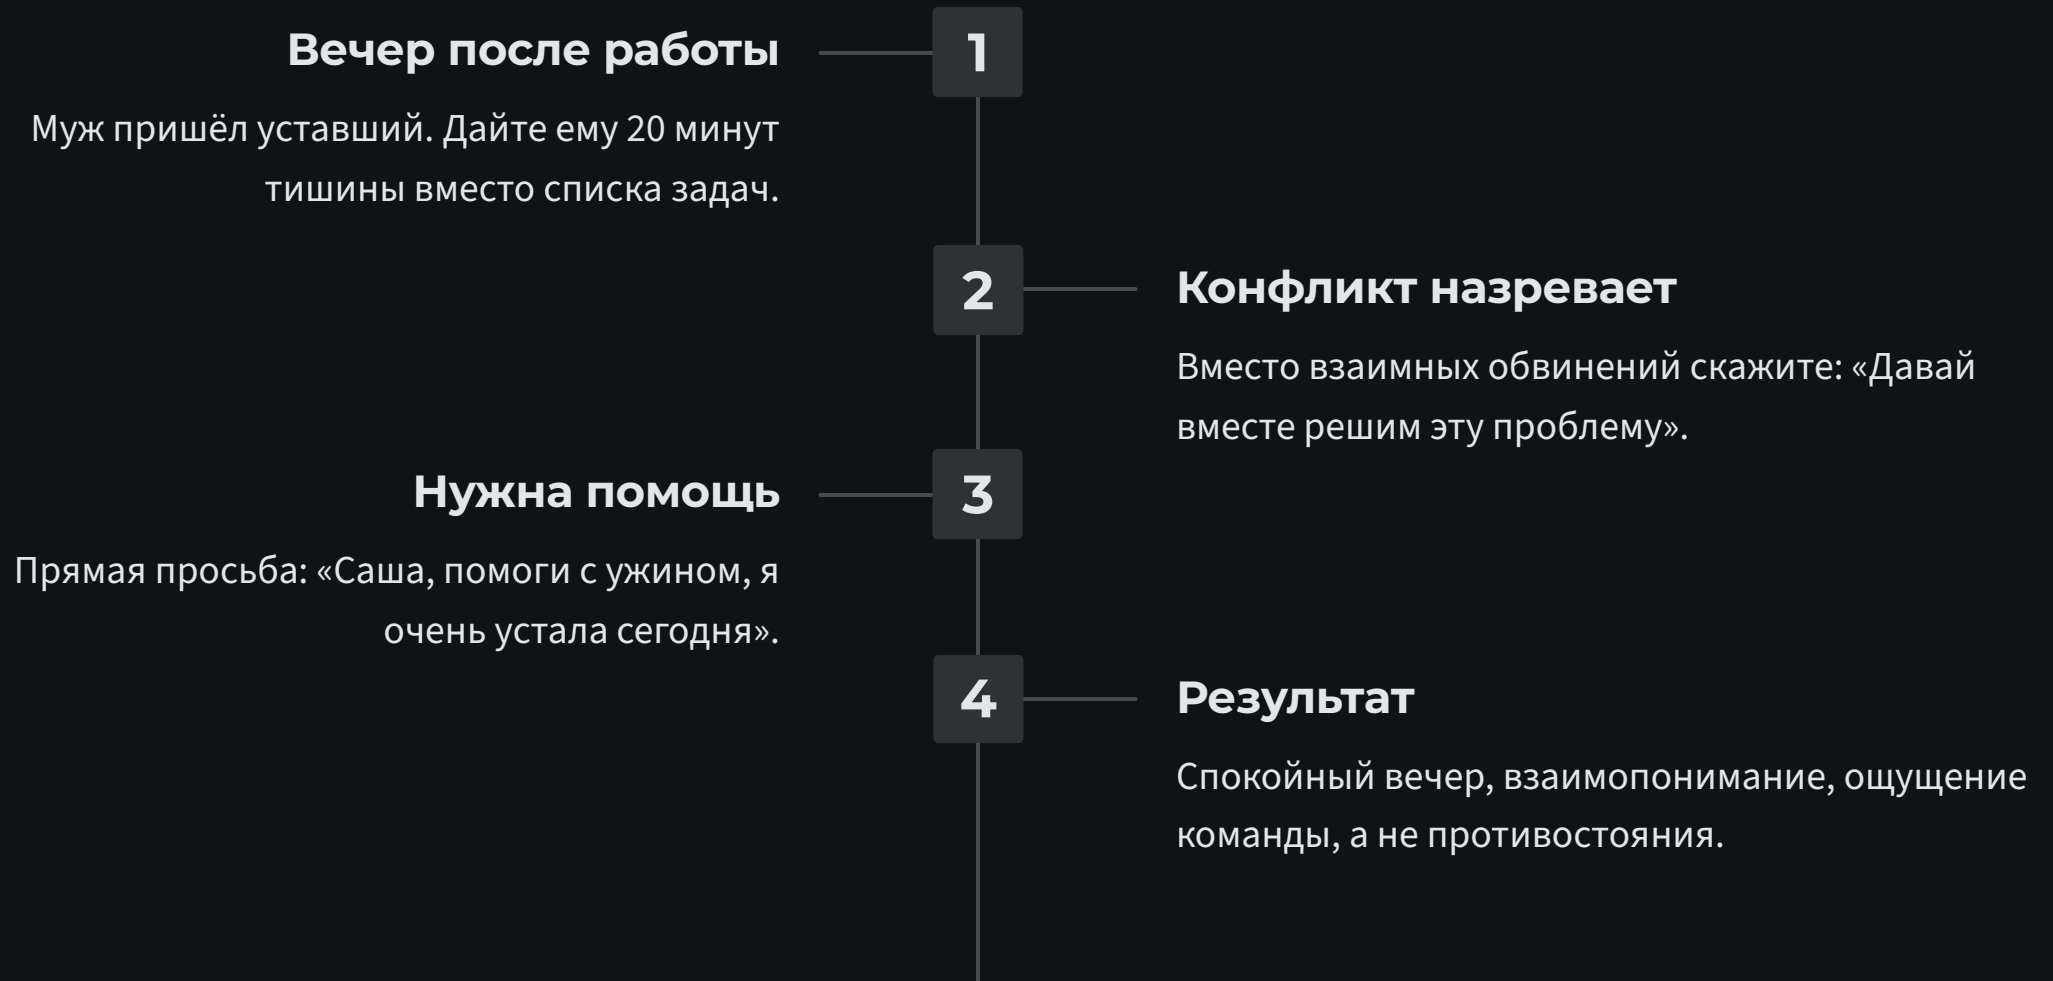 1
Вечер после работы
Муж пришёл уставший. Дайте ему 20 минут
тишины вместо списка задач.
2
Конфликт назревает
Вместо взаимных обвинений скажите: «Давай
вместе решим эту проблему».
3
Нужна помощь
Прямая просьба: «Саша, помоги с ужином, я
очень устала сегодня».
4
Результат
Спокойный вечер, взаимопонимание, ощущение
команды, а не противостояния.